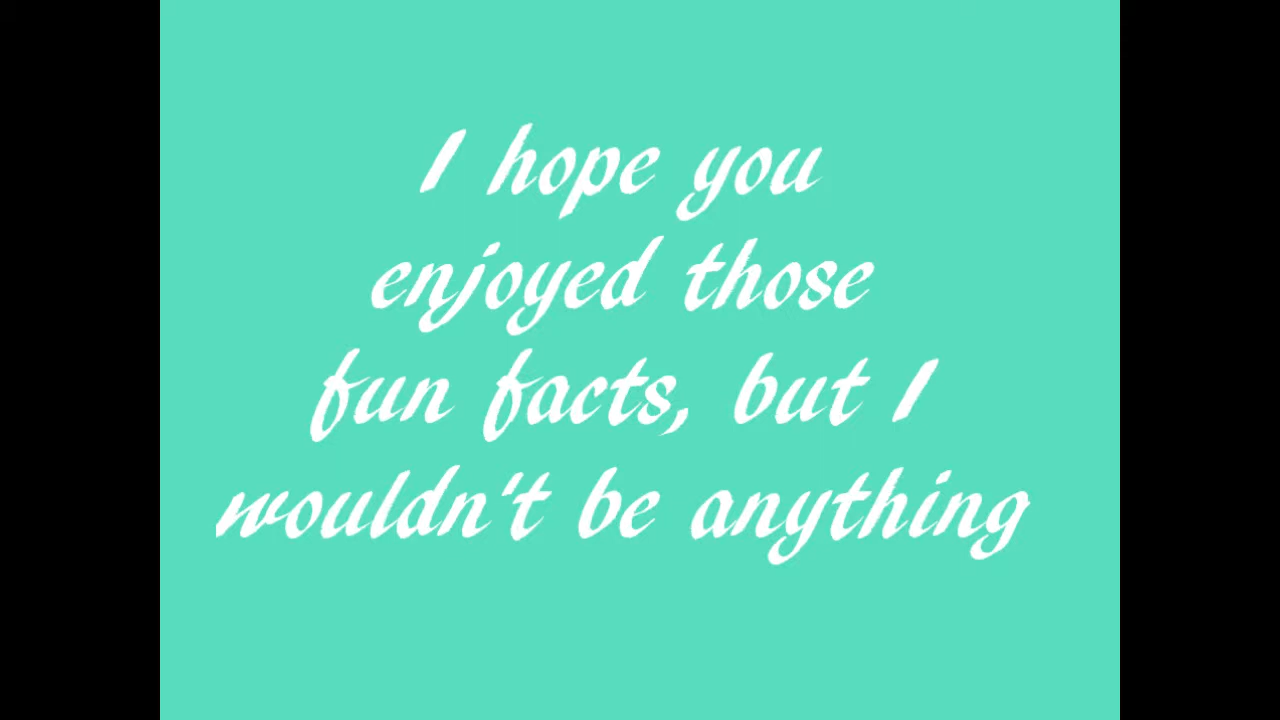 I hope you
enjoyed those
fun facts, but I
wouldn't be anything